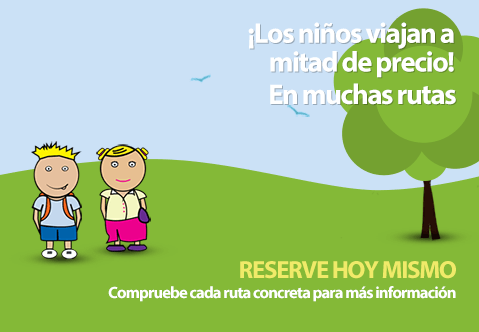 ¡Los niños viajan a
mitad de precio!
En muchas rutas
RESERVE HOY MISMO
Compruebe cada ruta concreta para más información